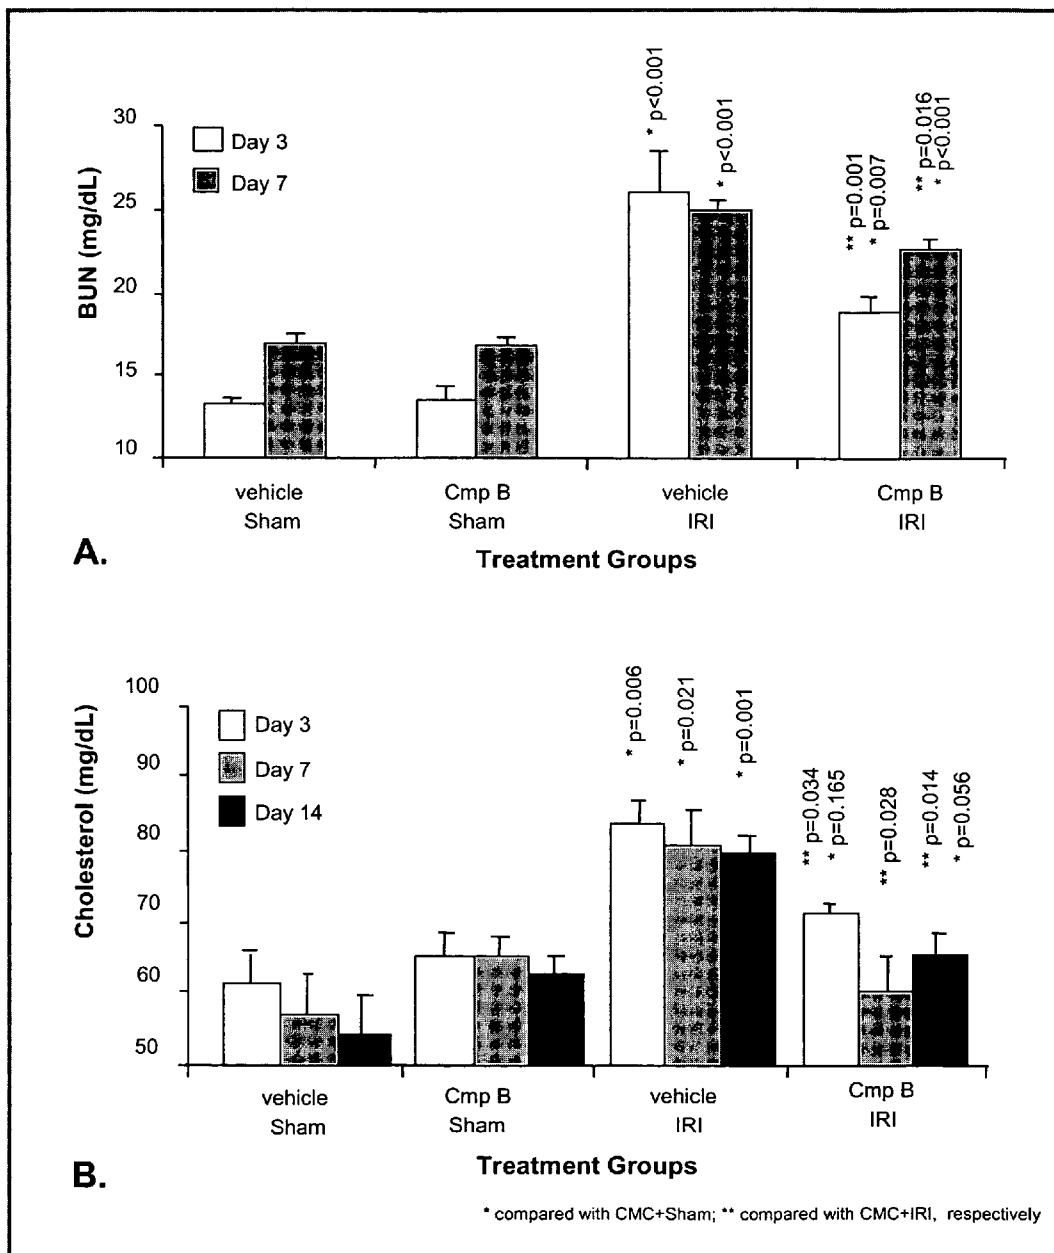 * p<0.001
* p<0.001
** p=0.001
* p=0.007
** p=0.016
* p<0.001
30
25
20
15
10
BUN (mg/dL)
Day 3
Day 7
vehicle
Sham
Cmp B
Sham
vehicle
IRI
Cmp B
IRI
A.
Treatment Groups
* p=0.006
* p=0.021
* p=0.001
** p=0.034
* p=0.165
** p=0.028
** p=0.014
* p=0.056
100
90
80
70
60
50
Cholesterol (mg/dL)
Day 3
Day 7
Day 14
vehicle
Sham
Cmp B
Sham
vehicle
IRI
Cmp B
IRI
B.
Treatment Groups
* compared with CMC+Sham; ** compared with CMC+IRI, respectively